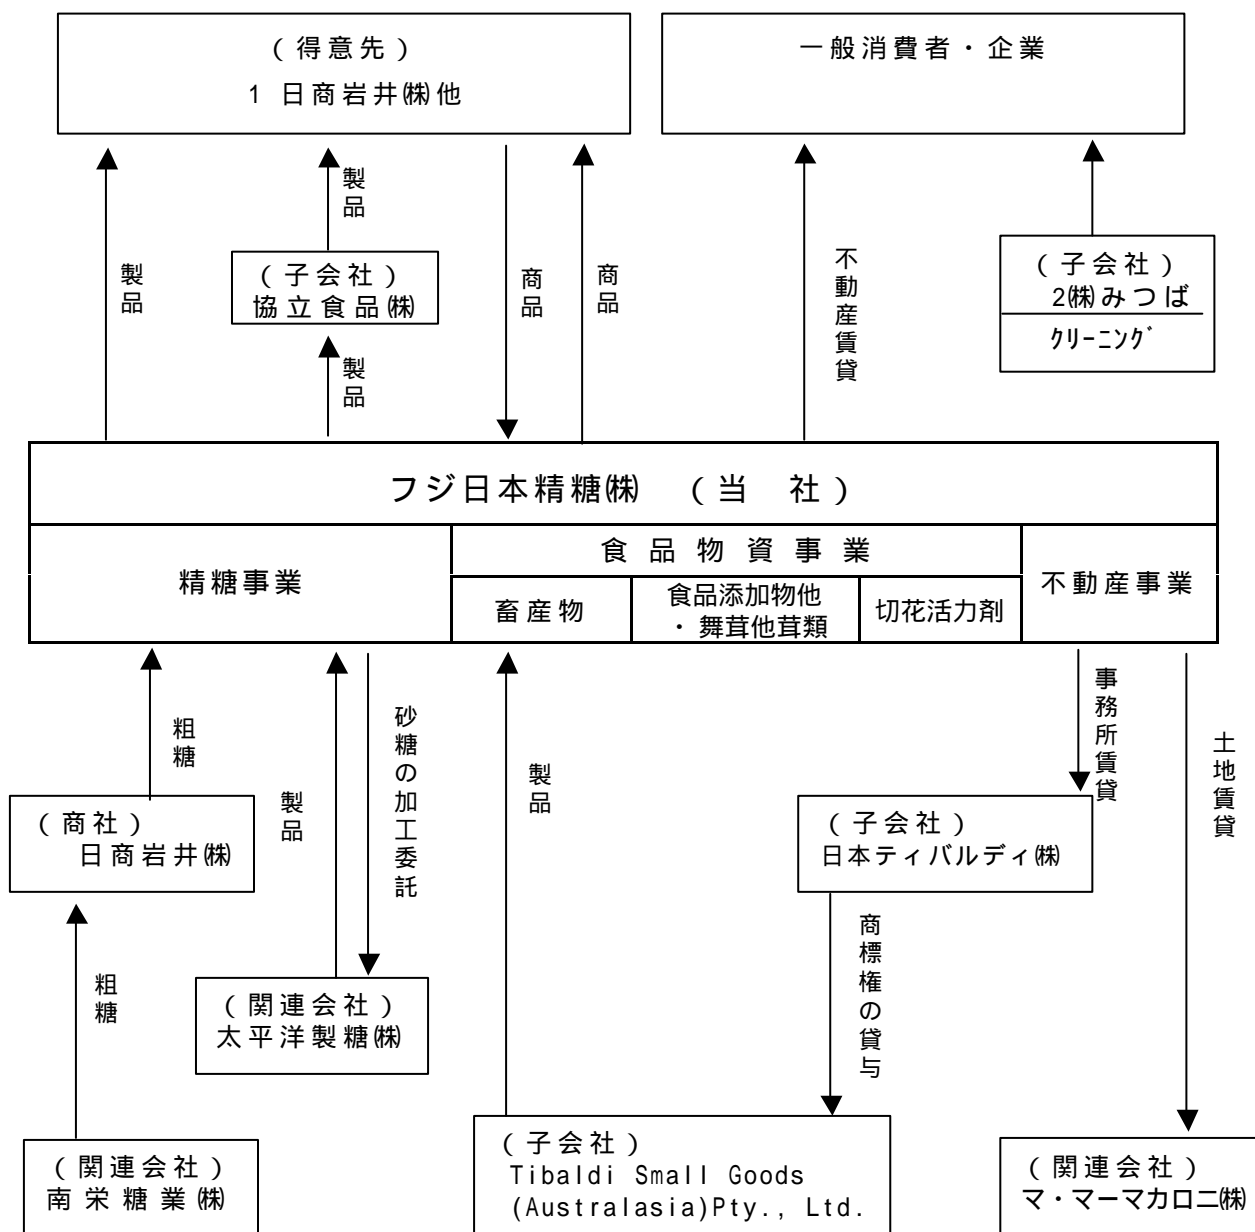 (得意先)
1 日商岩井㈱他
一般消費者・企業
製品
製品
(子会社)
協立食品㈱
製品
商品
商品
不動産賃貸
(子会社)
2㈱みつば
ｸﾘｰﾆﾝｸﾞ
フジ日本精糖㈱ (当 社)
精糖事業
食品物資事業
畜産物
食品添加物他
・舞茸他茸類
切花活力剤
不動産事業
粗糖
(商社)
日商岩井㈱
粗糖
(関連会社)
南栄糖業㈱
製品
砂糖の加工委託
(関連会社)
太平洋製糖㈱
製品
事務所賃貸
(子会社)
日本ティバルディ㈱
商標権の貸与
(子会社)
Tibaldi Small Goods
(Australasia)Pty., Ltd.
土地賃貸
(関連会社)
マ・マーマカロニ㈱